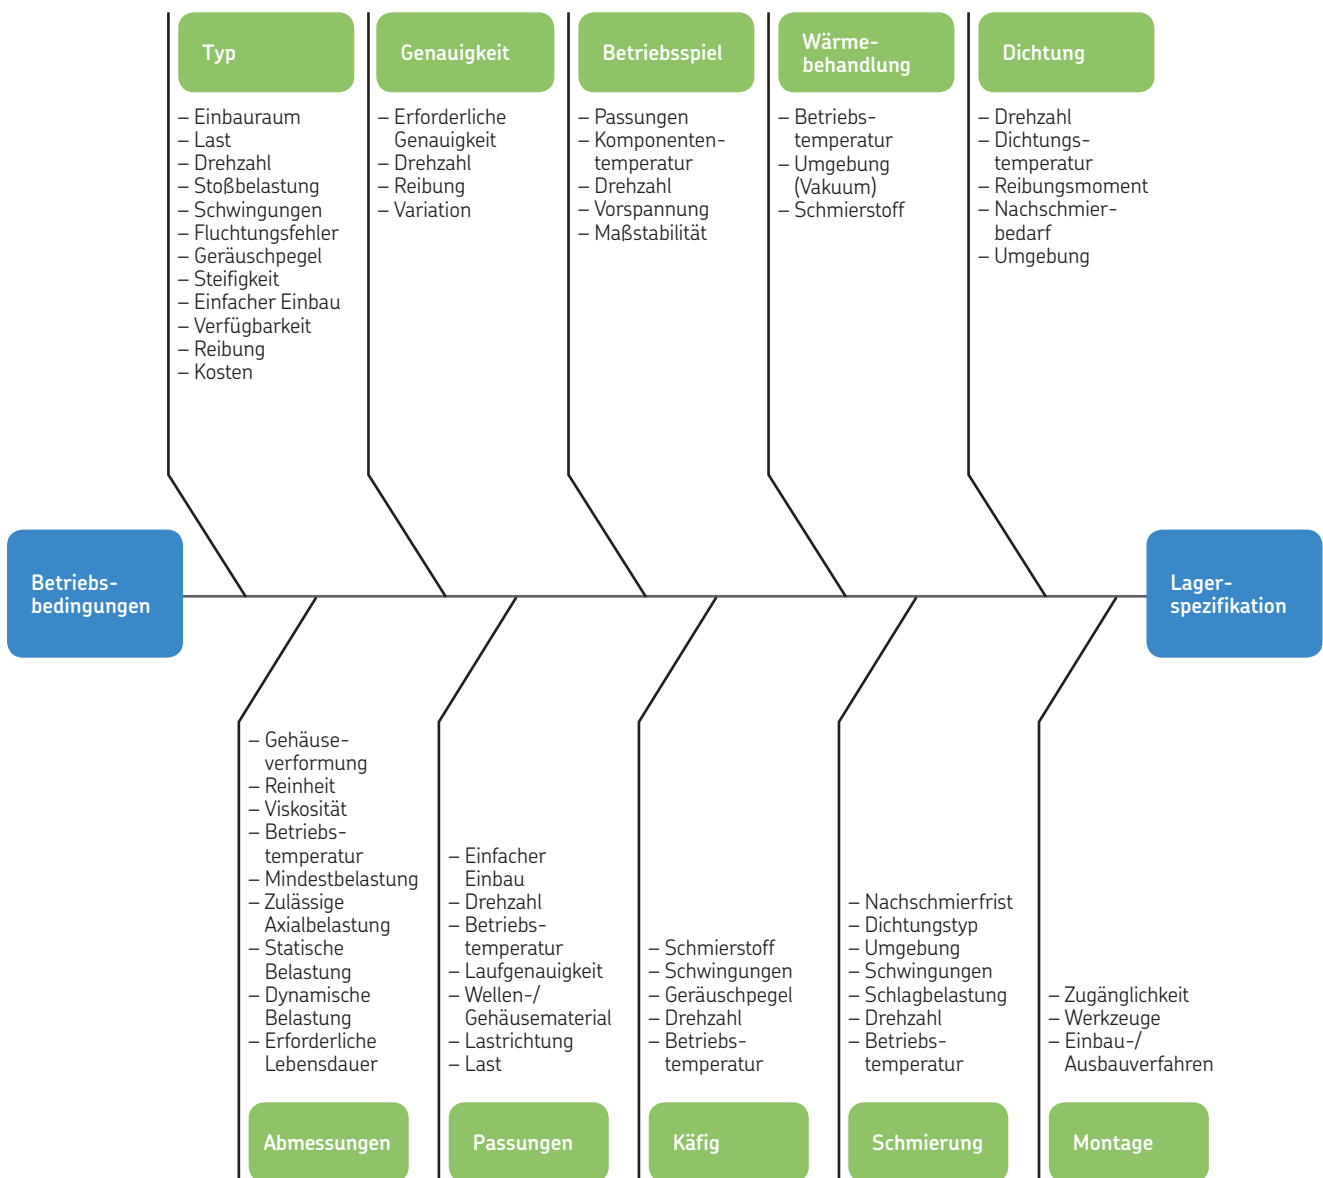 Typ
– Einbauraum
– Last
– Drehzahl
– Stoßbelastung
– Schwingungen
– Fluchtungsfehler
– Geräuschpegel
– Steifigkeit
– Einfacher Einbau
– Verfügbarkeit
– Reibung
– Kosten
Genauigkeit
– Erforderliche
Genauigkeit
– Drehzahl
– Reibung
– Variation
Betriebsspiel
– Passungen
– Komponenten-
temperatur
– Drehzahl
– Vorspannung
– Maßstabilität
Wärme-
behandlung
– Betriebs-
temperatur
– Umgebung
(Vakuum)
– Schmierstoff
Dichtung
– Drehzahl
– Dichtungs-
temperatur
– Reibungsmoment
– Nachschmier-
bedarf
– Umgebung
Betriebs-
bedingungen
Lager-
spezifikation
– Gehäuse-
verformung
– Reinheit
– Viskosität
– Betriebs-
temperatur
– Mindestbelastung
– Zulässige
Axialbelastung
– Statische
Belastung
– Dynamische
Belastung
– Erforderliche
Lebensdauer
Abmessungen
– Einfacher
Einbau
– Drehzahl
– Betriebs-
temperatur
– Laufgenauigkeit
– Wellen-/
Gehäusematerial
– Lastrichtung
– Last
Passungen
– Schmierstoff
– Schwingungen
– Geräuschpegel
– Drehzahl
– Betriebs-
temperatur
Käfig
– Nachschmierfrist
– Dichtungstyp
– Umgebung
– Schwingungen
– Schlagbelastung
– Drehzahl
– Betriebs-
temperatur
Schmierung
– Zugänglichkeit
– Werkzeuge
– Einbau-/
Ausbauverfahren
Montage